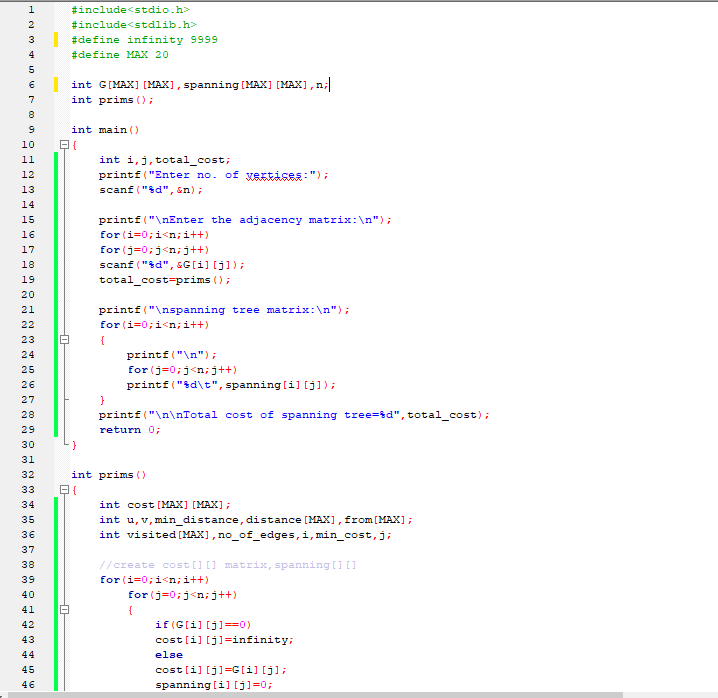 1 #include<stdio.h>
2 #include<stdlib.h>
3 #define infinity 9999
4 #define MAX 20
5
6 int G[MAX][MAX],spanning[MAX][MAX],n;
7 int prims();
8
9 int main()
10 {
11 int i,j,total_cost;
12 printf("Enter no. of vertices:");
13 scanf("%d",&n);
14
15 printf("\nEnter the adjacency matrix:\n");
16 for(i=0;i<n;i++)
17 for(j=0;j<n;j++)
18 scanf("%d",&G[i][j]);
19 total_cost=prims();
20
21 printf("\nspanning tree matrix:\n");
22 for(i=0;i<n;i++)
23 {
24 printf("\n");
25 for(j=0;j<n;j++)
26 printf("%d\t",spanning[i][j]);
27 }
28 printf("\n\nTotal cost of spanning tree=%d",total_cost);
29 return 0;
30 }
31
32 int prims()
33 {
34 int cost[MAX][MAX];
35 int u,v,min_distance,distance[MAX],from[MAX];
36 int visited[MAX],no_of_edges,i,min_cost,j;
37
38 //create cost[][] matrix,spanning[][]
39 for(i=0;i<n;i++)
40 for(j=0;j<n;j++)
41 {
42 if(G[i][j]==0)
43 cost[i][j]=infinity;
44 else
45 cost[i][j]=G[i][j];
46 spanning[i][j]=0;